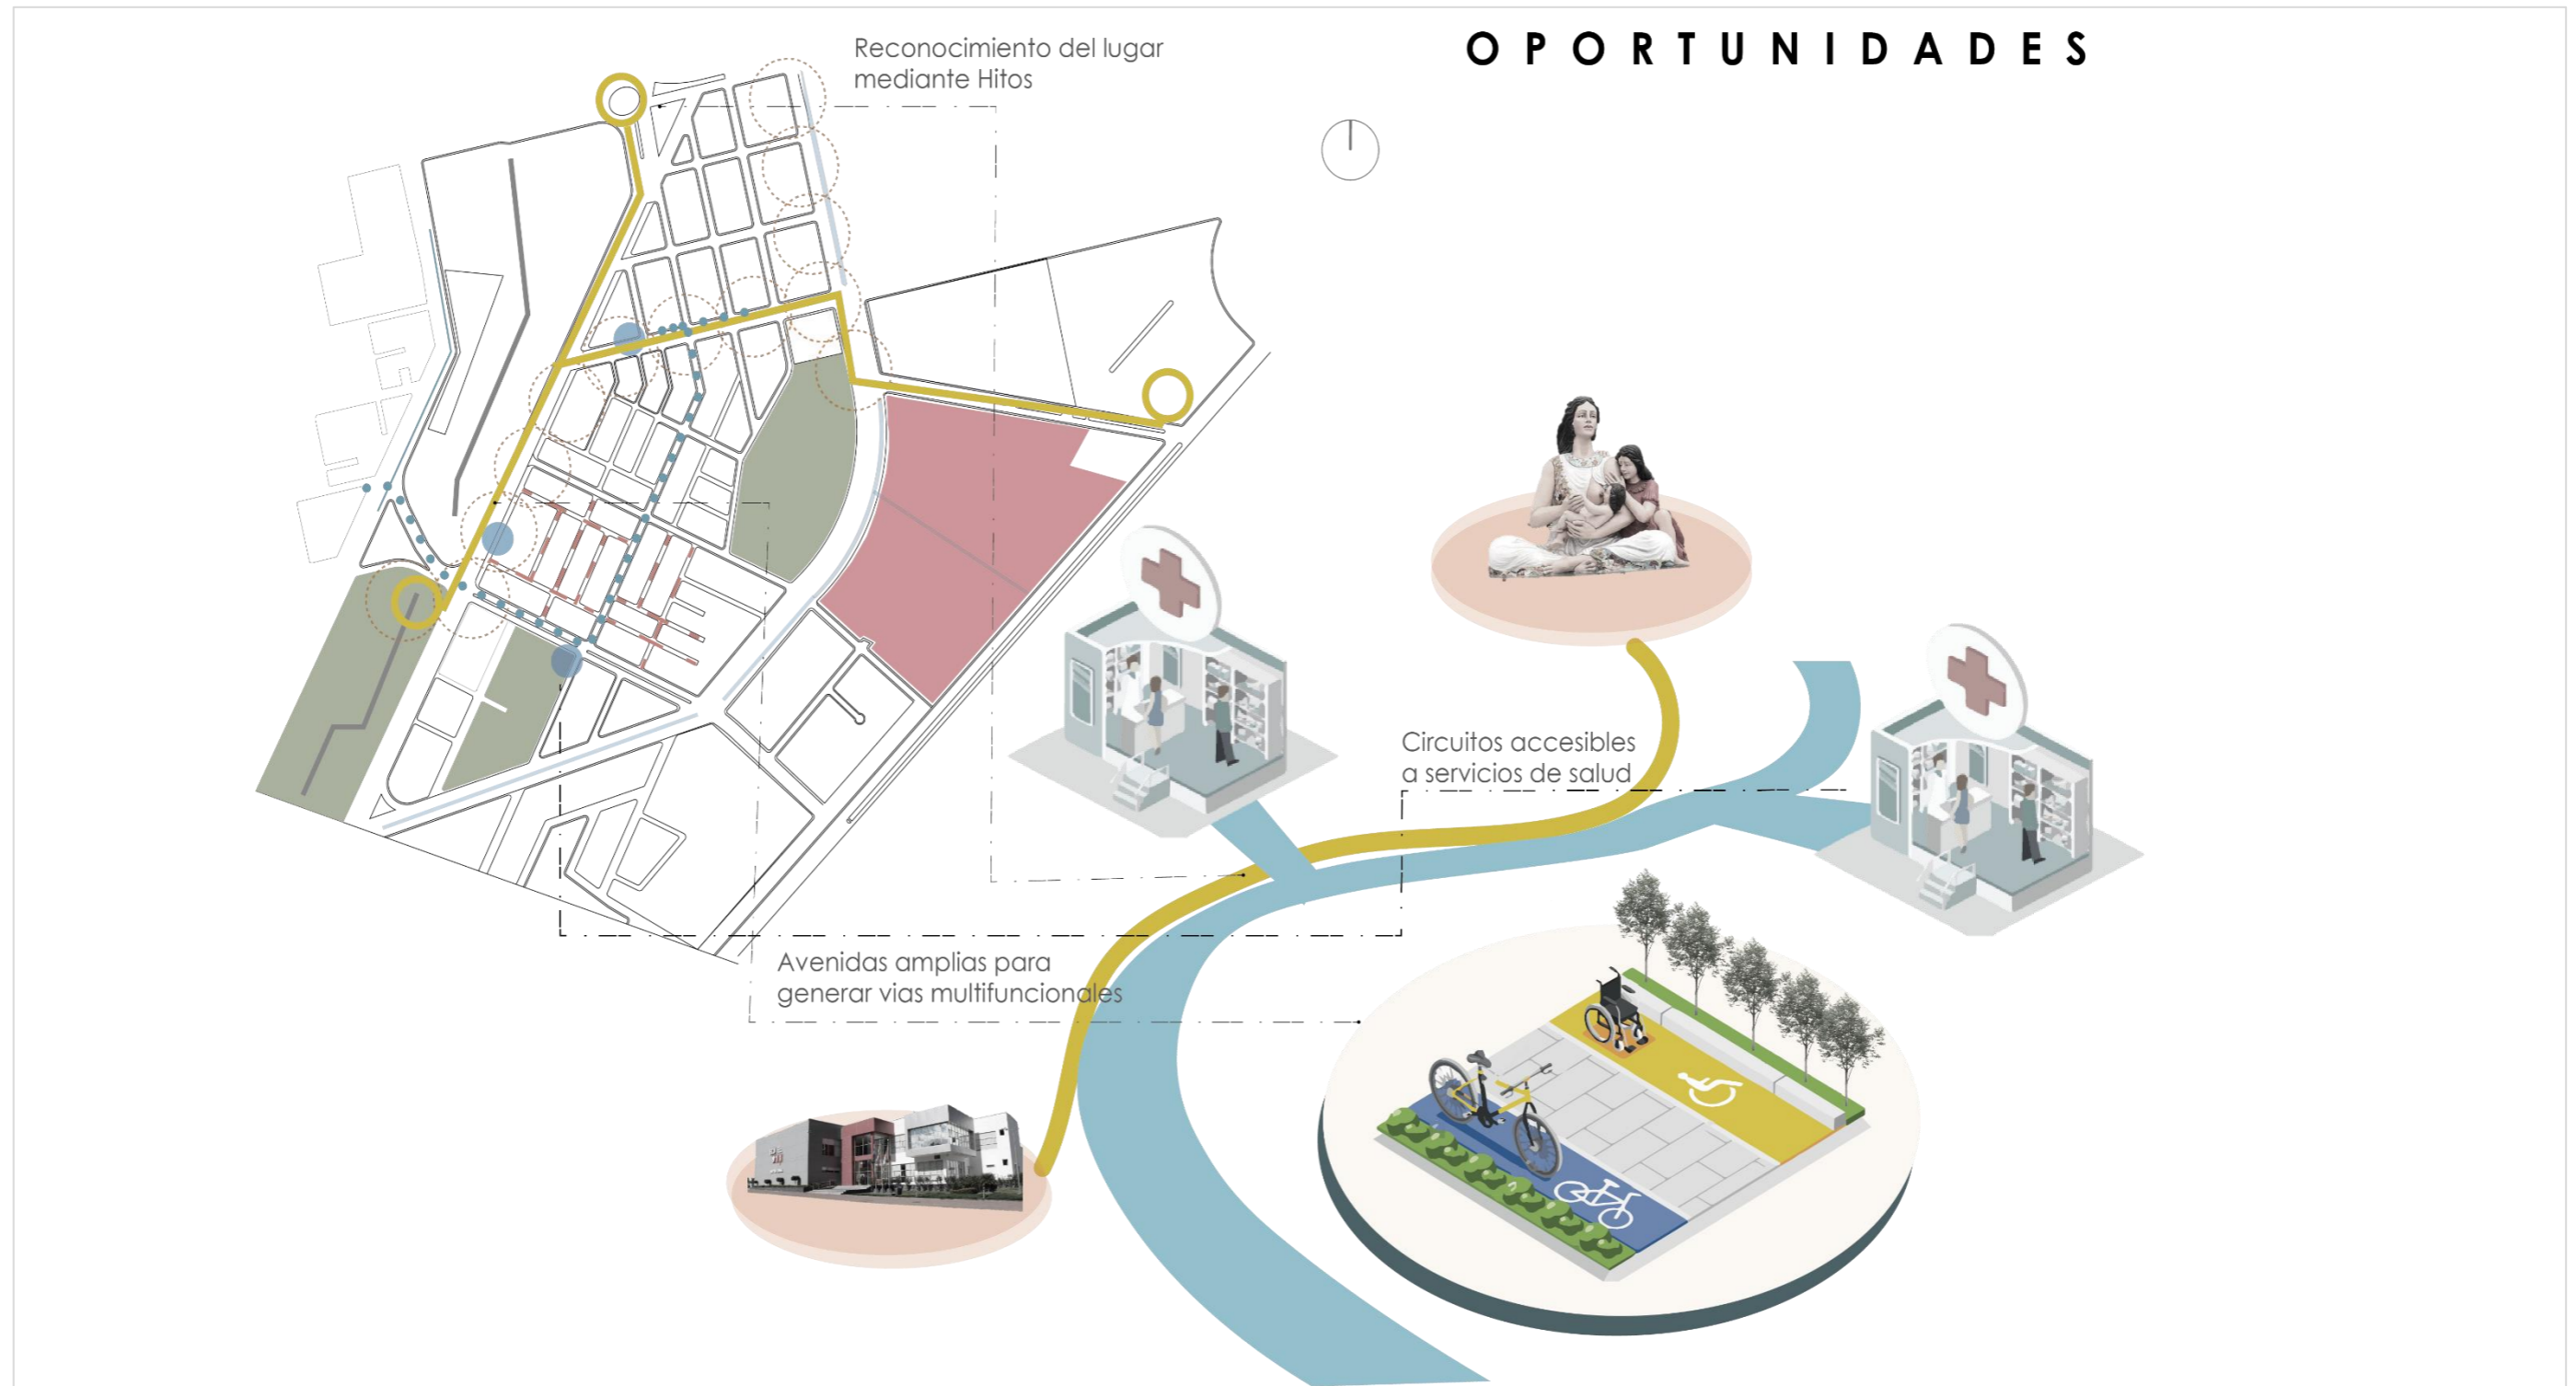 OPORTUNIDADES
Reconocimiento del lugar
mediante Hitos
Circuitos accesibles
a servicios de salud
Avenidas amplias para
generar vias multifuncionales